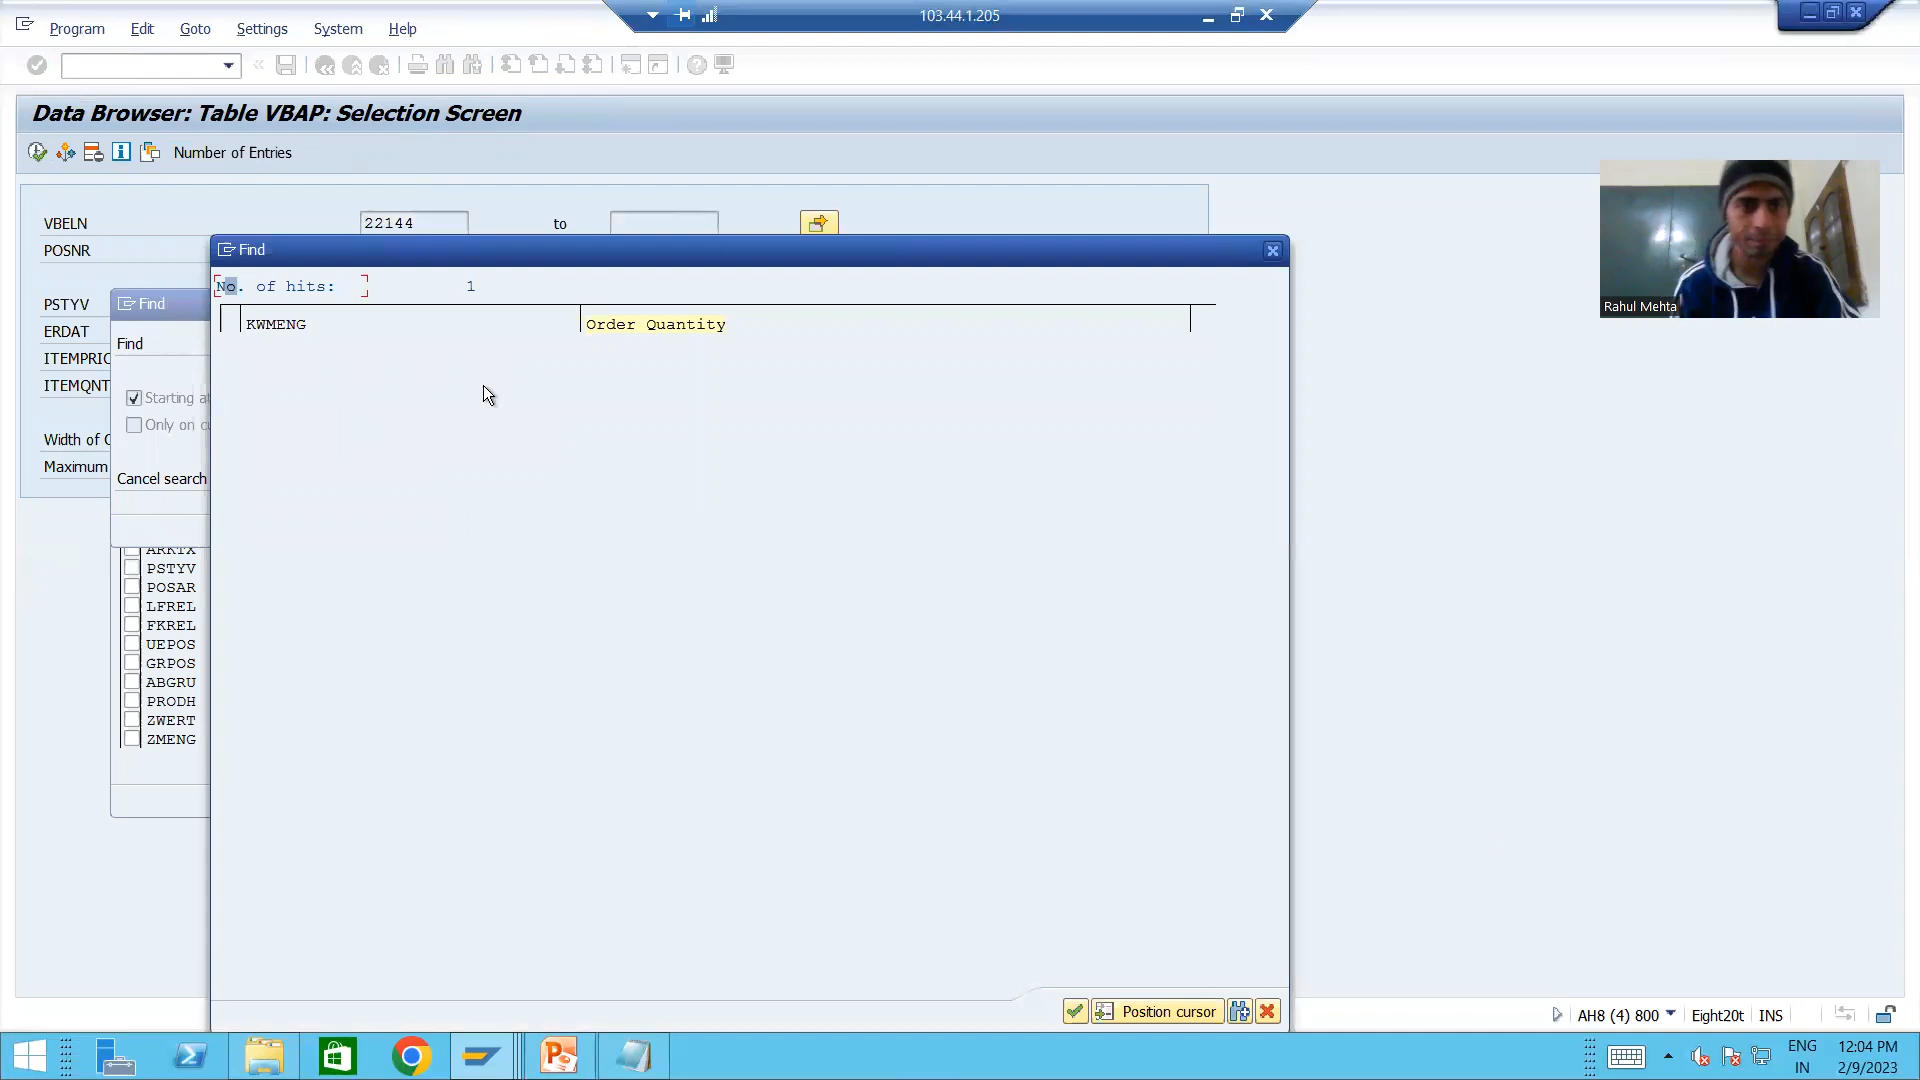 103.44.1.205
Program Edit Goto Settings System Help
Data Browser: Table VBAP: Selection Screen
Number of Entries
VBELN 22144 to
POSNR
PSTYV
ERDAT
ITEMPRIC
ITEMQNT
Width of
Maximum
Find
Find
Starting
Only on
Cancel search
ARKTX
PSTYV
POSAR
LFREL
FKREL
UEPOS
GRPOS
ABGRU
PRODH
ZWERT
ZMENG
Find
No. of hits: 1
KWMENG Order Quantity
Position cursor
Rahul Mehta
AH8 (4) 800 Eight20t INS
ENG
IN
12:04 PM
2/9/2023